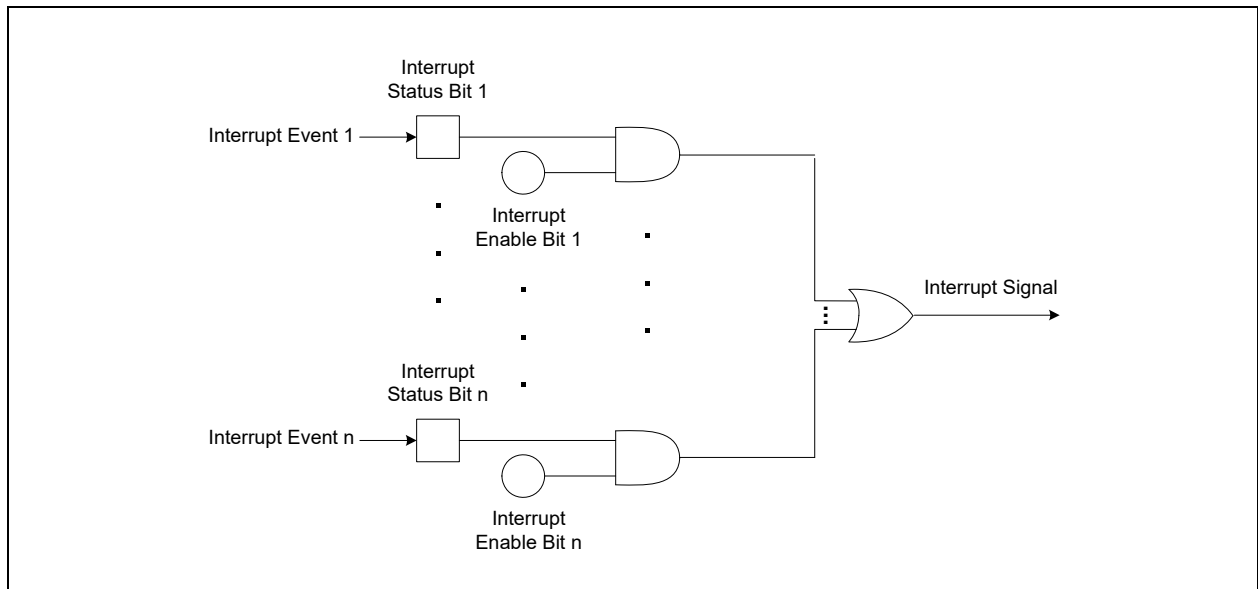 Interrupt
Status Bit 1
Interrupt Event 1
Interrupt
Enable Bit 1
Interrupt Signal
Interrupt
Status Bit n
Interrupt Event n
Interrupt
Enable Bit n